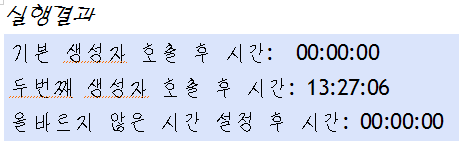 실행결과
기본 생성자 호출 후 시간: 00:00:00
두번째 생성자 호출 후 시간: 13:27:06
올바르지 않은 시간 설정 후 시간: 00:00:00